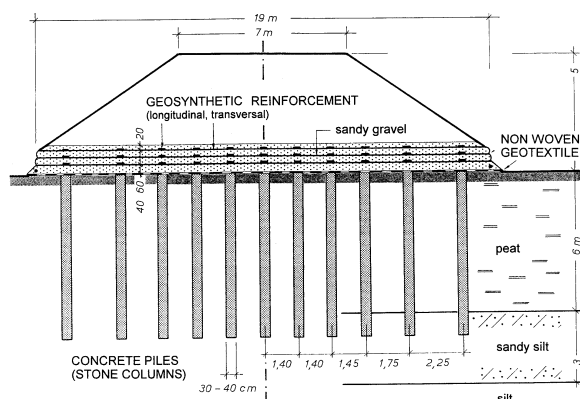 19 m
7 m
GEOSYNTHETIC REINFORCEMENT
(longitudinal, transversal)
sandy gravel
NON WOVEN
GEOTEXTILE
20
60
40
5
6 m
peat
sandy silt
3
silt
CONCRETE PILES
(STONE COLUMNS)
30 – 40 cm
1,40 1,40 1,45 1,75 2,25